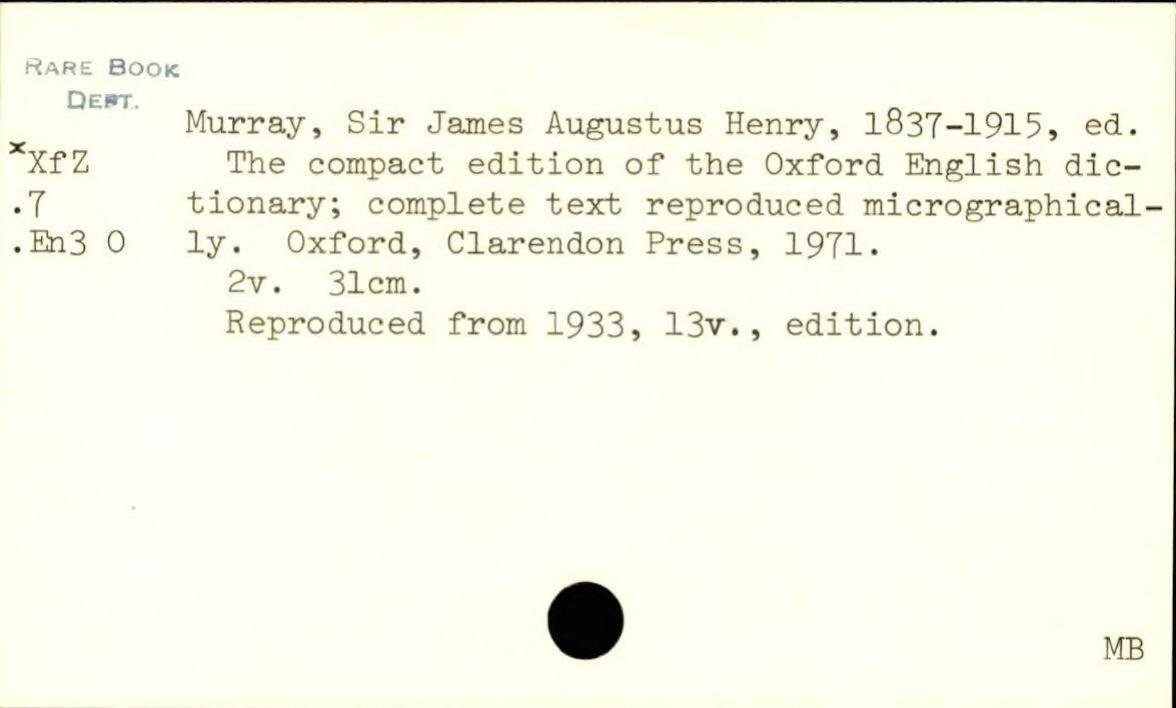 RARE BOOK
DEPT.
Murray, Sir James Augustus Henry, 1837-1915, ed.
xXfZ The compact edition of the Oxford English dic-
.7 tionary; complete text reproduced micrographical-
.En3 O ly. Oxford, Clarendon Press, 1971.
2v. 31cm.
Reproduced from 1933, 13v., edition.
MB